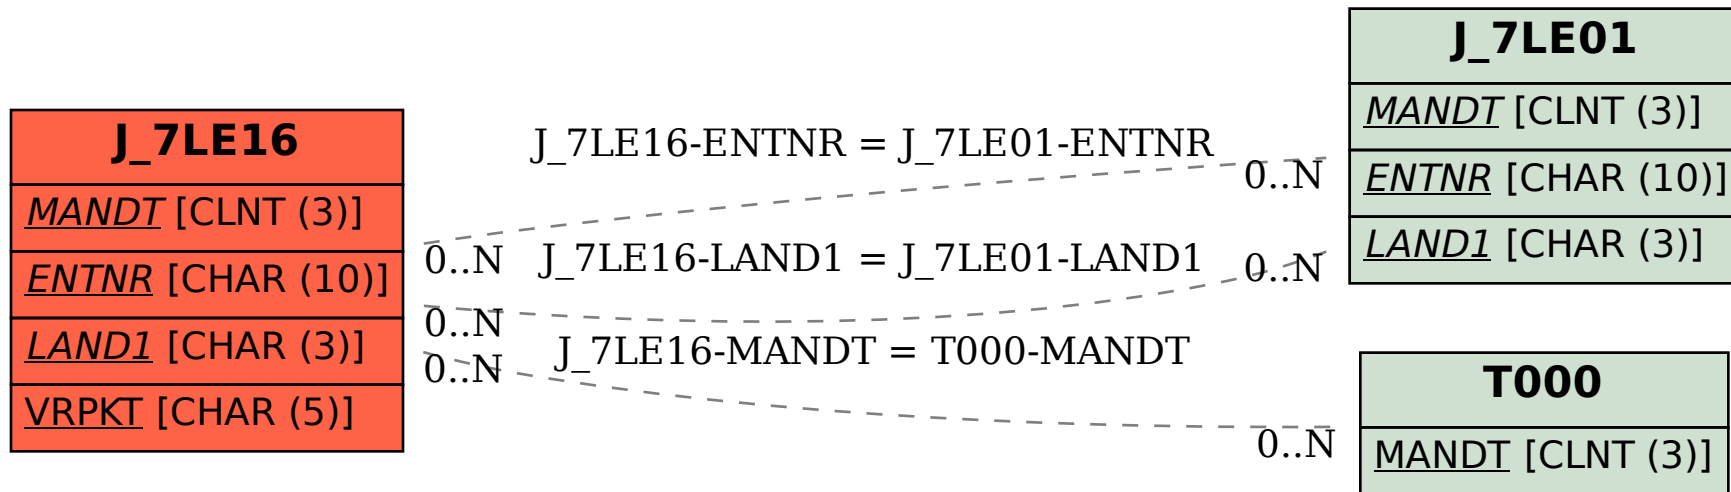 J_7LE16
MANDT [CLNT (3)]
ENTNR [CHAR (10)]
LAND1 [CHAR (3)]
VRPKT [CHAR (5)]
J_7LE16-ENTNR = J_7LE01-ENTNR
0..N
0..N
J_7LE16-LAND1 = J_7LE01-LAND1
0..N
0..N
J_7LE16-MANDT = T000-MANDT
0..N
0..N
J_7LE01
MANDT [CLNT (3)]
ENTNR [CHAR (10)]
LAND1 [CHAR (3)]
T000
MANDT [CLNT (3)]